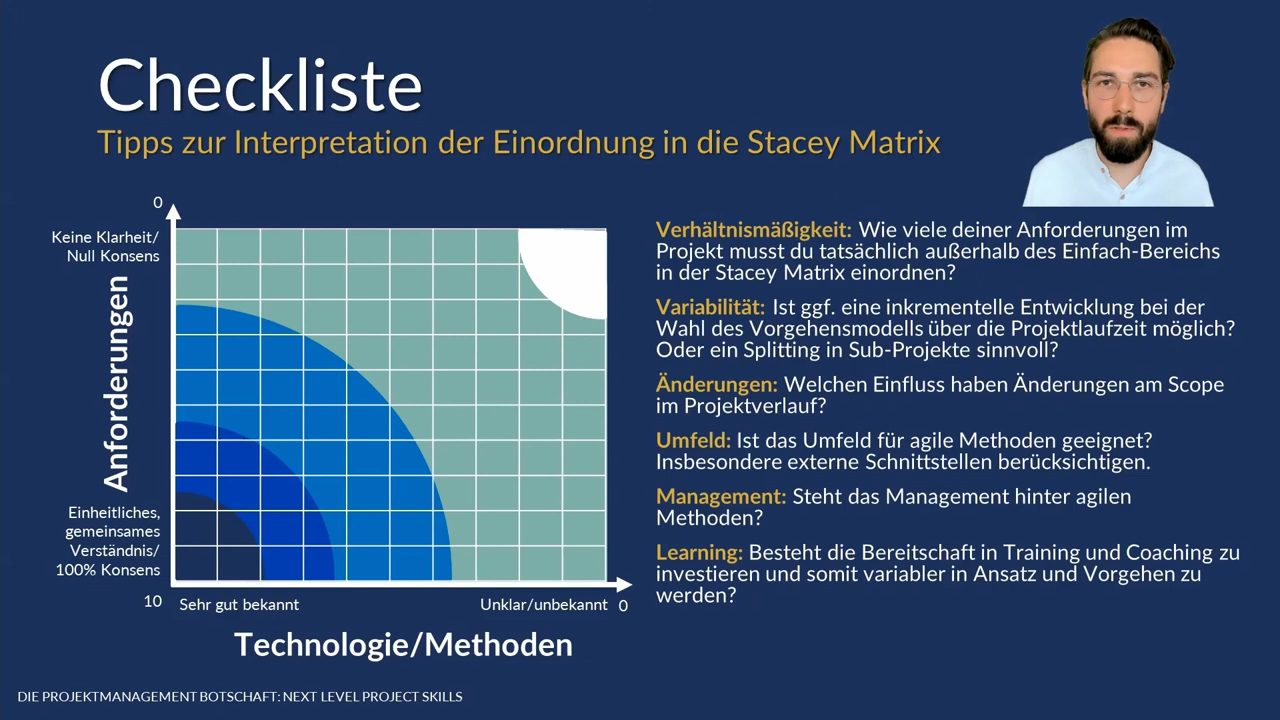 Checkliste
Tipps zur Interpretation der Einordnung in die Stacey Matrix
0
Keine Klarheit/
Null Konsens
Anforderungen
Einheitliches,
gemeinsames
Verständnis/
100% Konsens
10
Sehr gut bekannt
Unklar/unbekannt
0
Technologie/Methoden
Verhältnismäßigkeit: Wie viele deiner Anforderungen im
Projekt musst du tatsächlich außerhalb des Einfach-Bereichs
in der Stacey Matrix einordnen?
Variabilität: Ist ggf. eine inkrementelle Entwicklung bei der
Wahl des Vorgehensmodells über die Projektlaufzeit möglich?
Oder ein Splitting in Sub-Projekte sinnvoll?
Änderungen: Welchen Einfluss haben Änderungen am Scope
im Projektverlauf?
Umfeld: Ist das Umfeld für agile Methoden geeignet?
Insbesondere externe Schnittstellen berücksichtigen.
Management: Steht das Management hinter agilen
Methoden?
Learning: Besteht die Bereitschaft in Training und Coaching zu
investieren und somit variabler in Ansatz und Vorgehen zu
werden?
DIE PROJEKTMANAGEMENT BOTSCHAFT: NEXT LEVEL PROJECT SKILLS